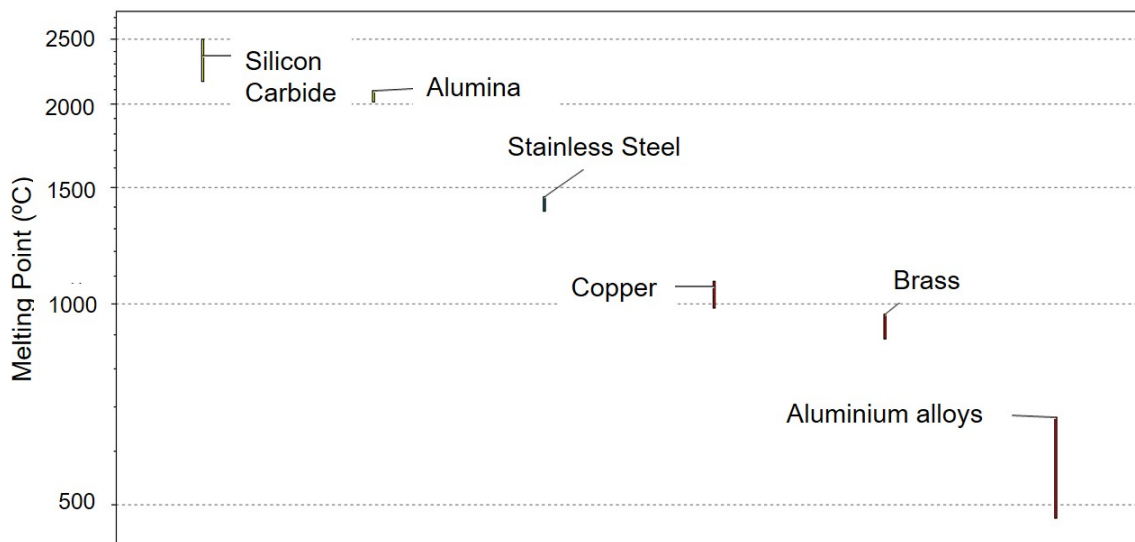 2500
Silicon
Carbide
Alumina
2000
Stainless Steel
1500
Melting Point (ºC)
Copper
Brass
1000
Aluminium alloys
500